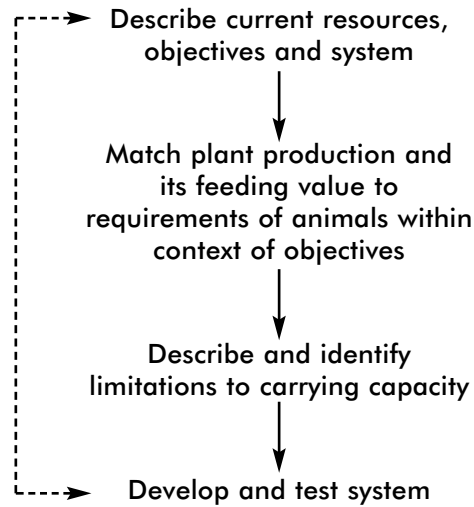 Describe current resources,
objectives and system
Match plant production and
its feeding value to
requirements of animals within
context of objectives
Describe and identify
limitations to carrying capacity
Develop and test system